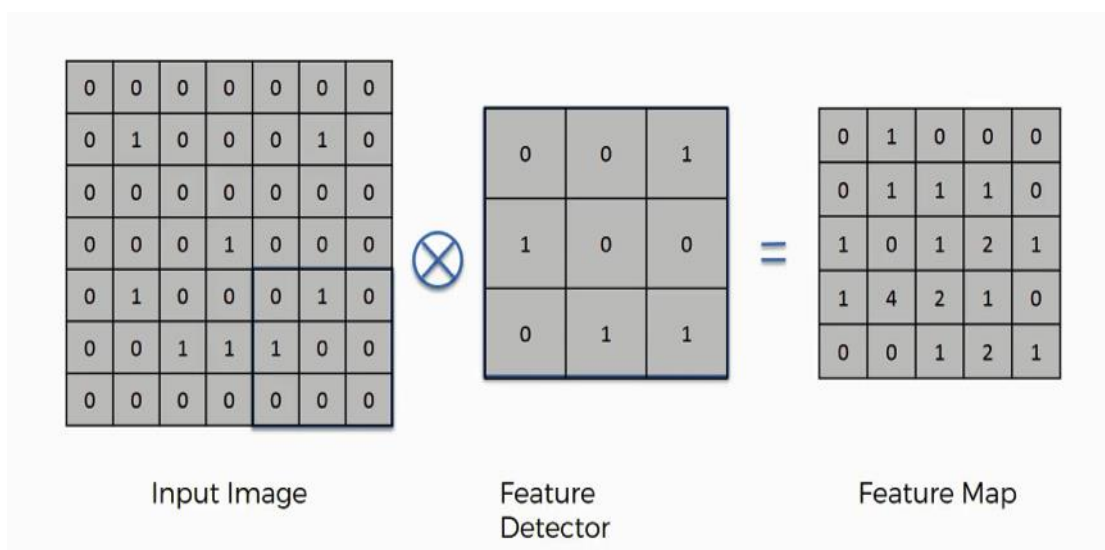 0 0 0 0 0 0 0
0 1 0 0 0 1 0
0 0 0 0 0 0 0
0 0 0 1 0 0 0
0 1 0 0 0 1 0
0 0 1 1 1 0 0
0 0 0 0 0 0 0
Input Image
0 0 1
1 0 0
0 1 1
Feature
Detector
=
0 1 0 0 0
0 1 1 1 0
1 0 1 2 1
1 4 2 1 0
0 0 1 2 1
Feature Map